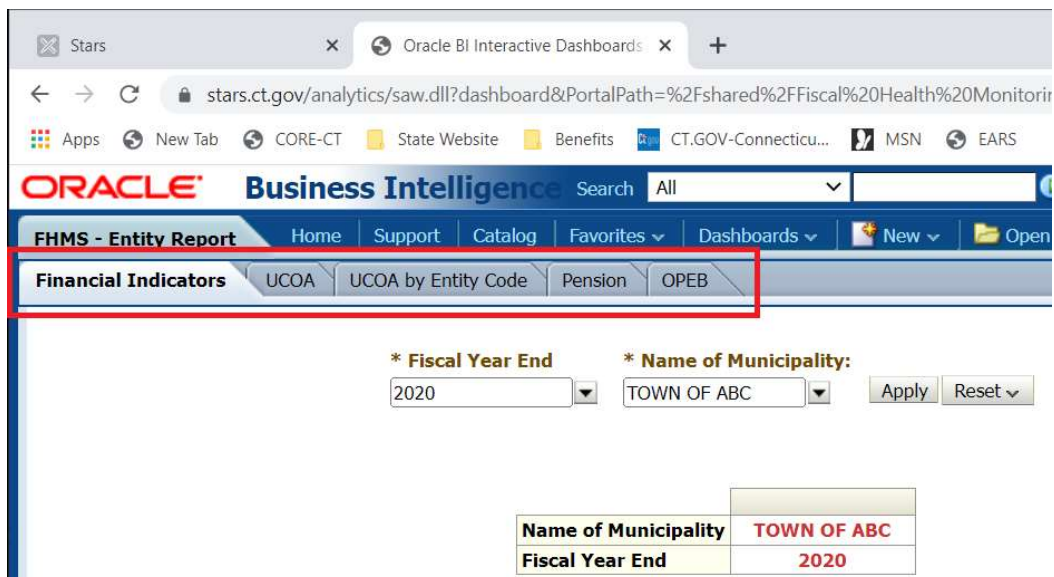 Stars
Oracle BI Interactive Dashboards
stars.ct.gov/analytics/saw.dll?dashboard&PortalPath=%2Fshared%2FFiscal%20Health%20Monitorin
Apps New Tab CORE-CT State Website Benefits CT.GOV-Connecticu... MSN EARS
ORACLE Business Intelligence Search All
FHMS - Entity Report Home Support Catalog Favorites Dashboards New Open
Financial Indicators UCOA UCOA by Entity Code Pension OPEB
* Fiscal Year End * Name of Municipality:
2020 TOWN OF ABC Apply Reset
Name of Municipality TOWN OF ABC
Fiscal Year End 2020